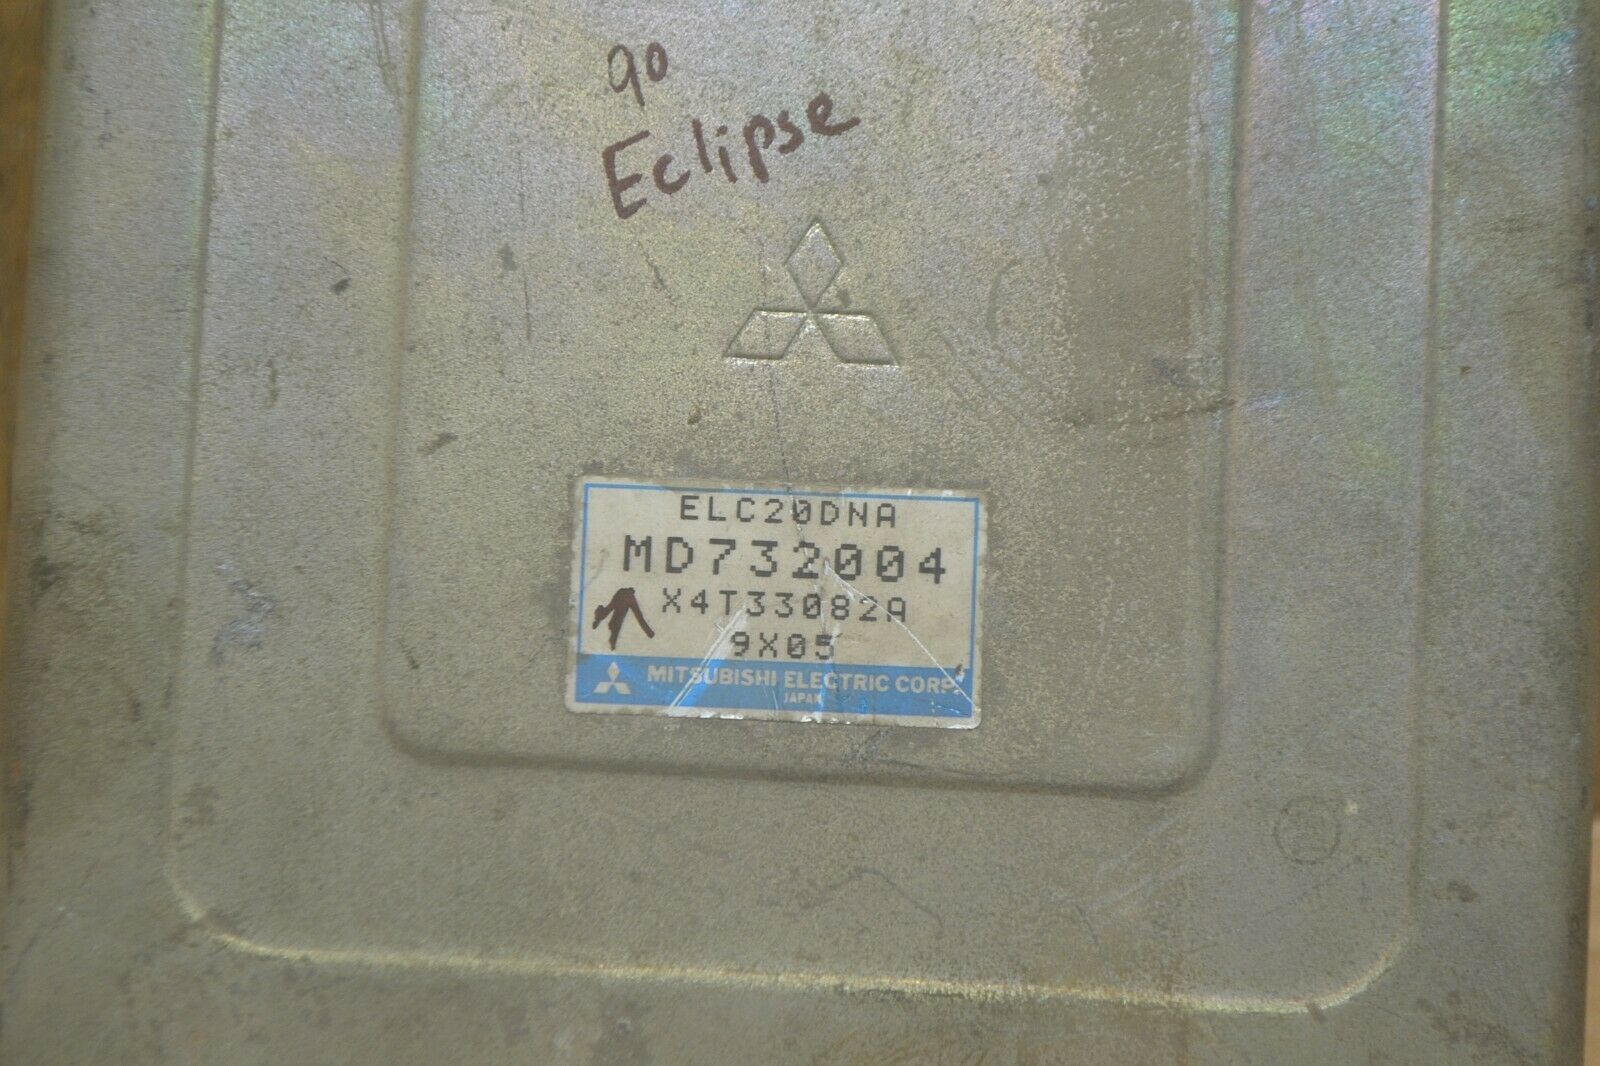 90
Eclipse
ELC20DNA
MD732004
X4T33082A
9X05
MITSUBISHI ELECTRIC CORP.
JAPAN